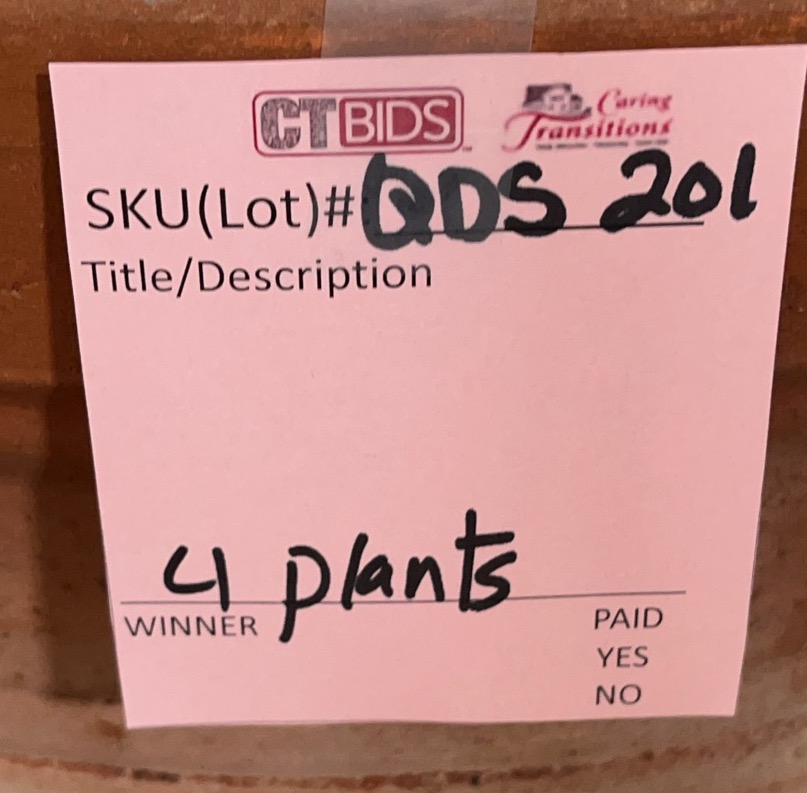 CTBIDS
Caring Transitions
SKU(Lot)# QDS 201
Title/Description
4 plants
WINNER
PAID
YES
NO